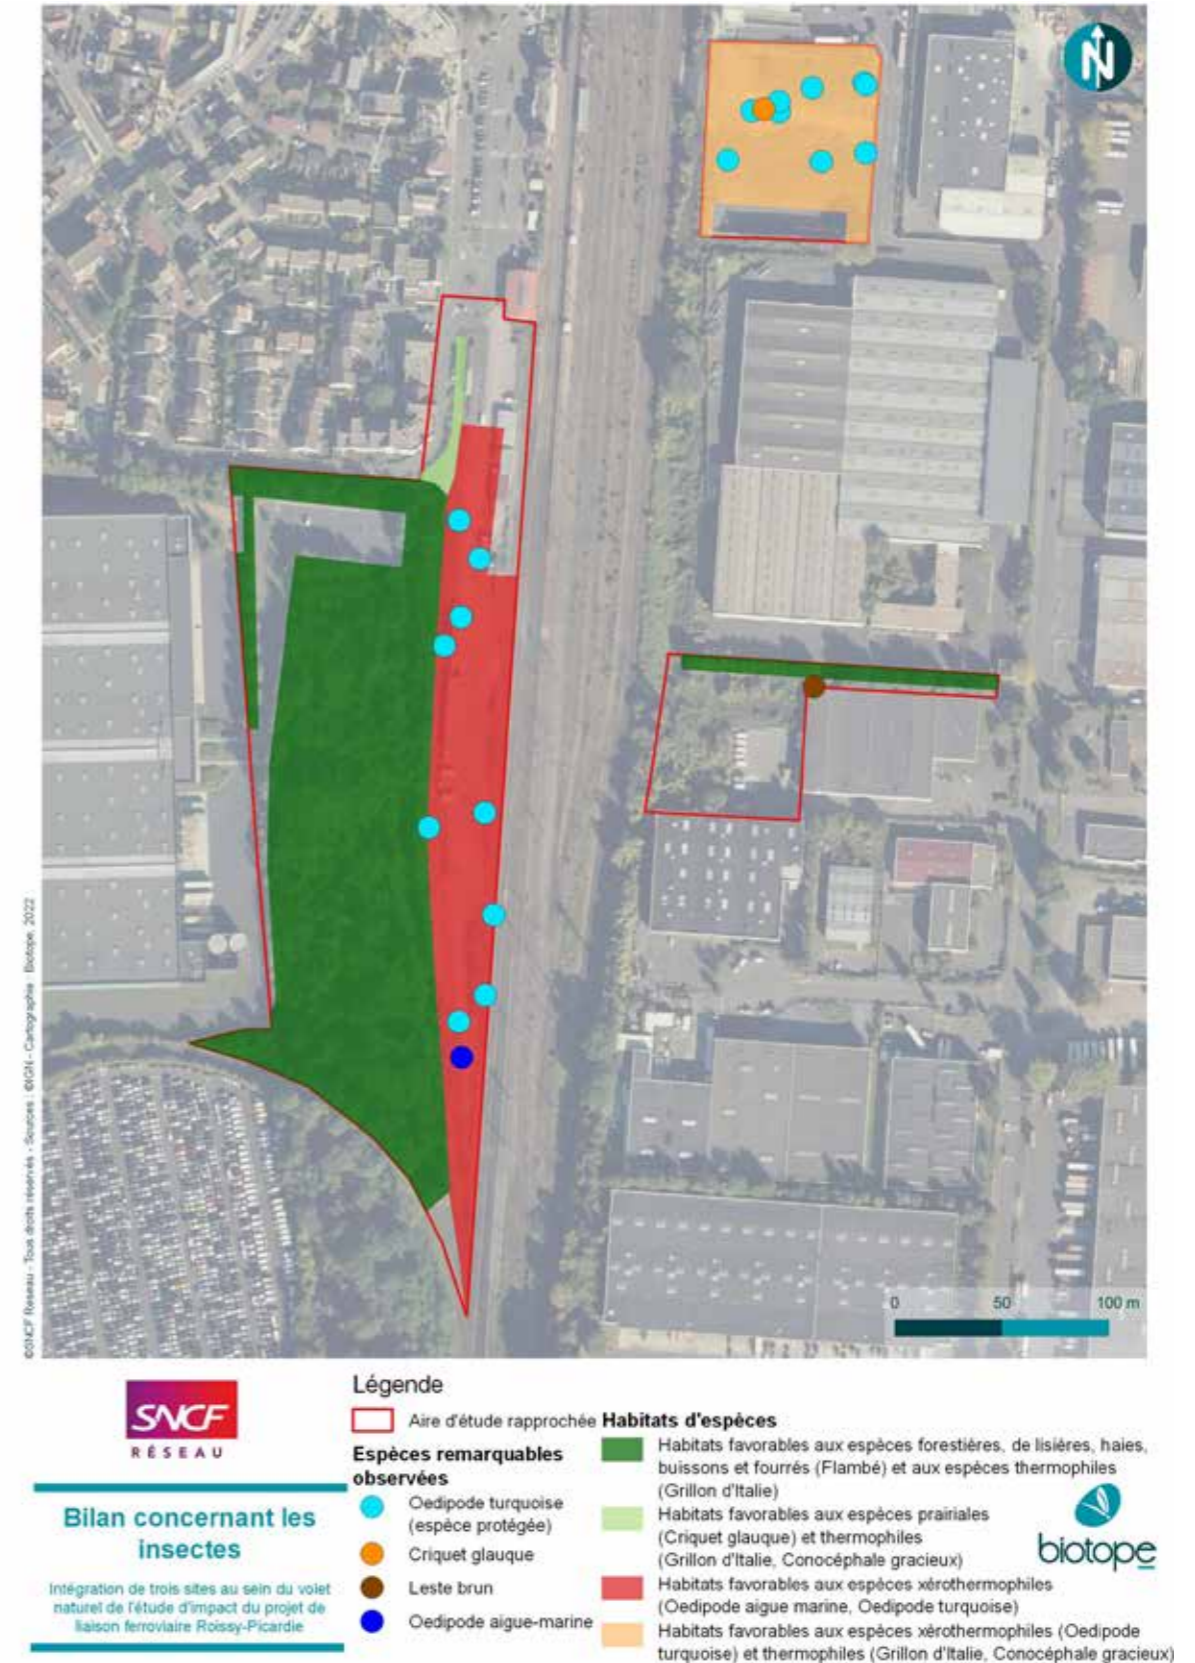 N
0 50 100 m
©SNCF Réseau - Tous droits réservés - Sources : ©IGN - Cartographie : Biotope, 2022
SNCF
RÉSEAU
Bilan concernant les
insectes
Intégration de trois sites au sein du volet
naturel de l'étude d'impact du projet de
liaison ferroviaire Roissy-Picardie
Légende
Aire d'étude rapprochée
Espèces remarquables
observées
Oedipode turquoise
(espèce protégée)
Criquet glauque
Leste brun
Oedipode aigue-marine
Habitats d'espèces
Habitats favorables aux espèces forestières, de lisières, haies,
buissons et fourrés (Flambé) et aux espèces thermophiles
(Grillon d'Italie)
Habitats favorables aux espèces prairiales
(Criquet glauque) et thermophiles
(Grillon d'Italie, Conocéphale gracieux)
Habitats favorables aux espèces xérothermophiles
(Oedipode aigue marine, Oedipode turquoise)
Habitats favorables aux espèces xérothermophiles (Oedipode
turquoise) et thermophiles (Grillon d'Italie, Conocéphale gracieux)
biotope